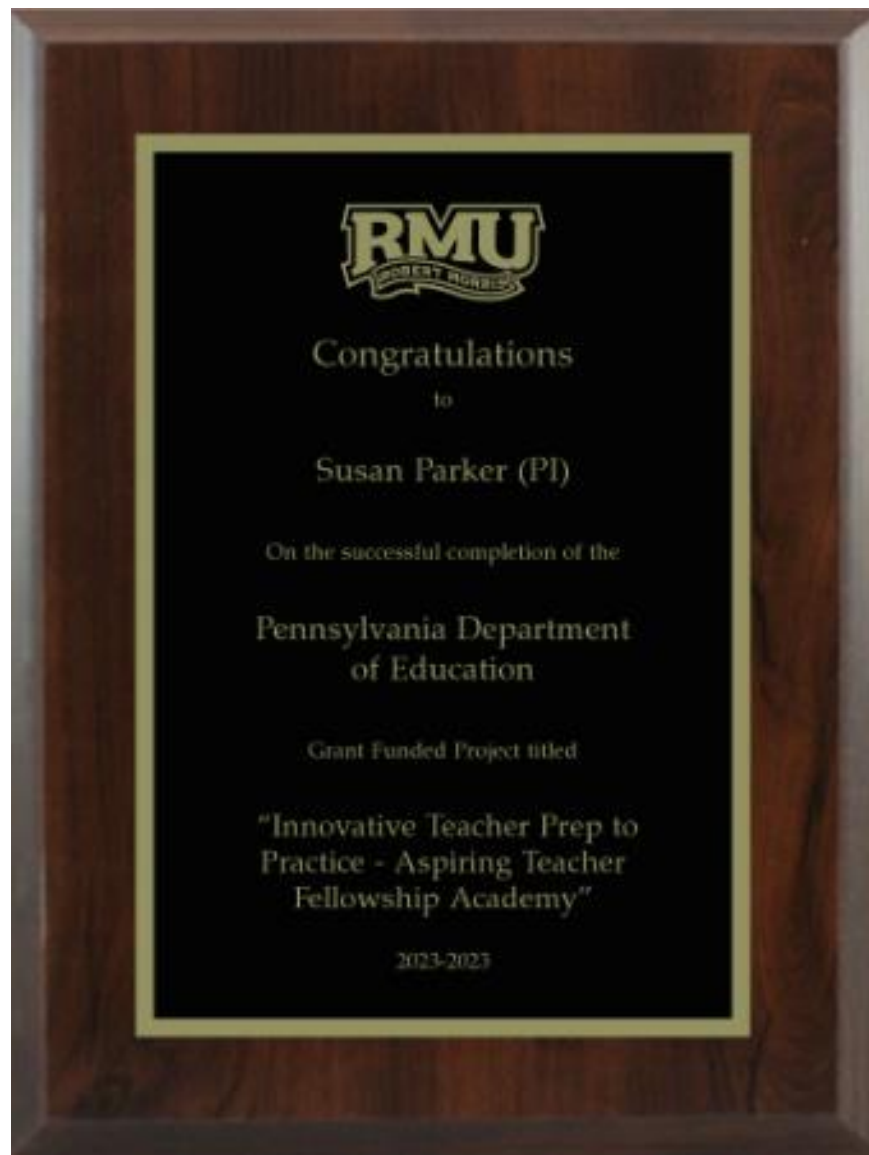 RMU
ROBERT MORRIS
Congratulations
to
Susan Parker (PI)
On the successful completion of the
Pennsylvania Department
of Education
Grant Funded Project titled
“Innovative Teacher Prep to
Practice - Aspiring Teacher
Fellowship Academy”
2023-2023